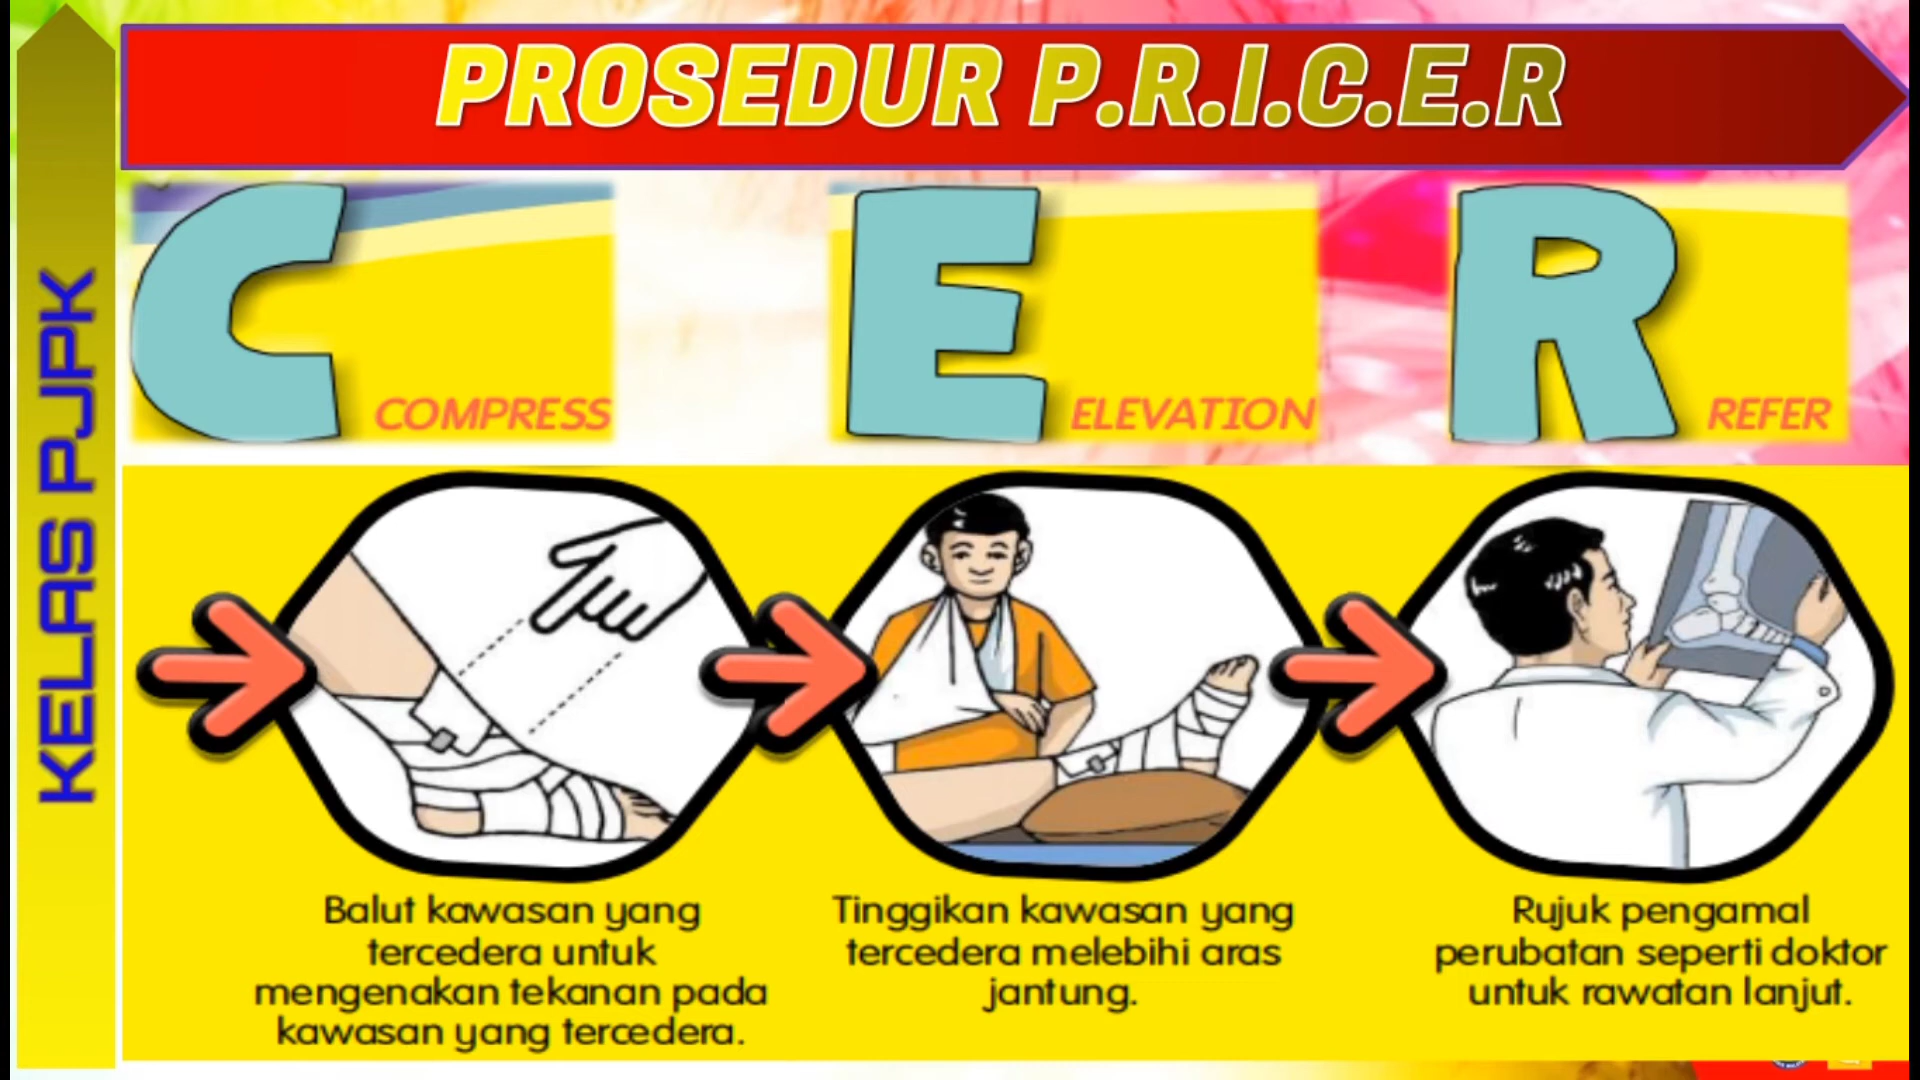 PROSEDUR P.R.I.C.E.R
KELAS PJPK
C
COMPRESS
E
ELEVATION
R
REFER
Balut kawasan yang
tercedera untuk
mengenakan tekanan pada
kawasan yang tercedera.
Tinggikan kawasan yang
tercedera melebihi aras
jantung.
Rujuk pengamal
perubatan seperti doktor
untuk rawatan lanjut.